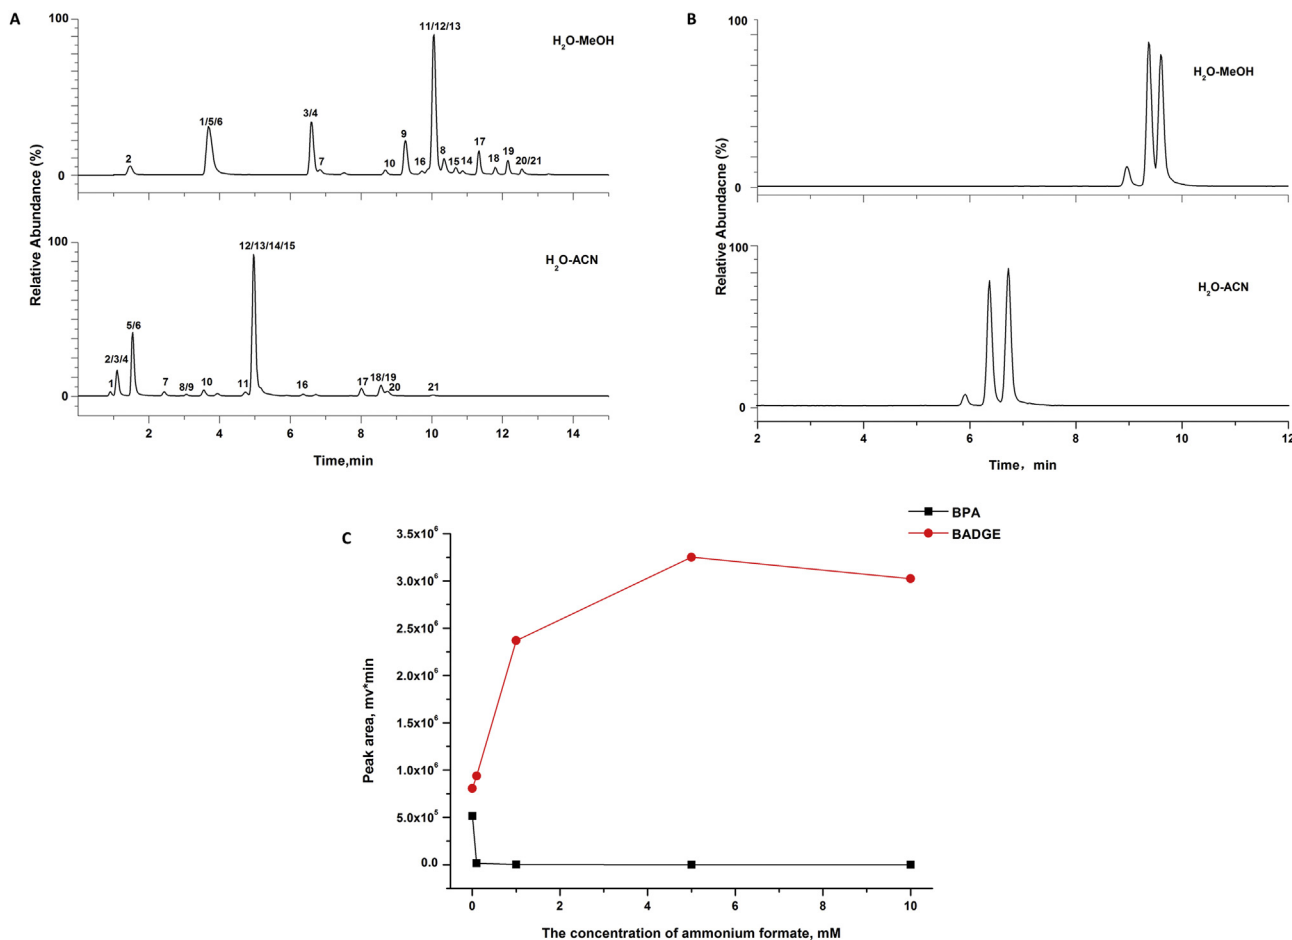 A
100
11/12/13
H2O-MeOH
1/5/6
3/4
2
7
10
9
16
8
15
14
17
18
19
20/21
0
Relative Abundance (%)
100
12/13/14/15
H2O-ACN
5/6
2/3/4
1
7
8/9
10
11
16
17
18/19
20
21
0
2 4 6 8 10 12 14
Time,min
B
100
H2O-MeOH
0
Relative Abundacne (%)
100
H2O-ACN
0
2 4 6 8 10 12
Time, min
C
BPA
BADGE
3.5x10^6
3.0x10^6
2.5x10^6
2.0x10^6
1.5x10^6
1.0x10^6
5.0x10^5
0.0
Peak area, mv*min
0 2 4 6 8 10
The concentration of ammonium formate, mM